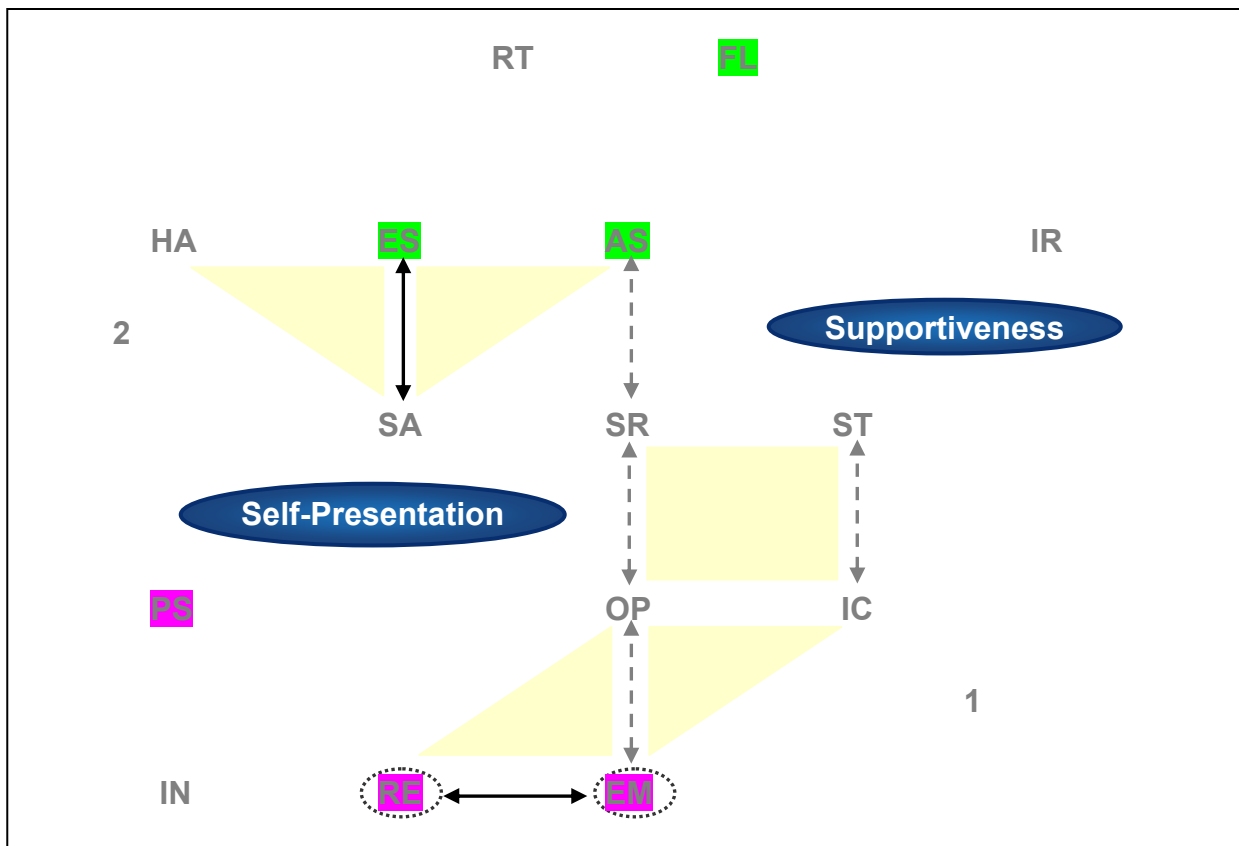 RT FL
HA ES AS IR
Supportiveness
2
SA SR ST
Self-Presentation
PS OP IC
1
IN RE EM